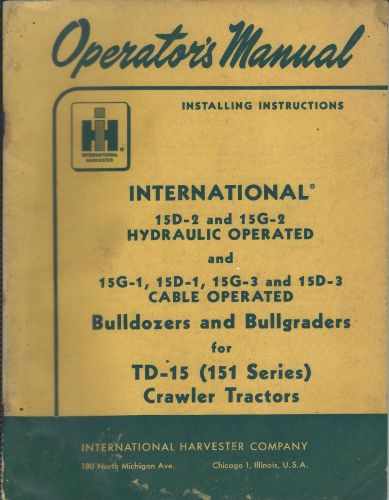 Operator's Manual
INSTALLING INSTRUCTIONS
IH
INTERNATIONAL
HARVESTER
®
INTERNATIONAL®
15D-2 and 15G-2
HYDRAULIC OPERATED
and
15G-1, 15D-1, 15G-3 and 15D-3
CABLE OPERATED
Bulldozers and Bullgraders
for
TD-15 (151 Series)
Crawler Tractors
INTERNATIONAL HARVESTER COMPANY
180 North Michigan Ave. Chicago 1, Illinois, U.S.A.